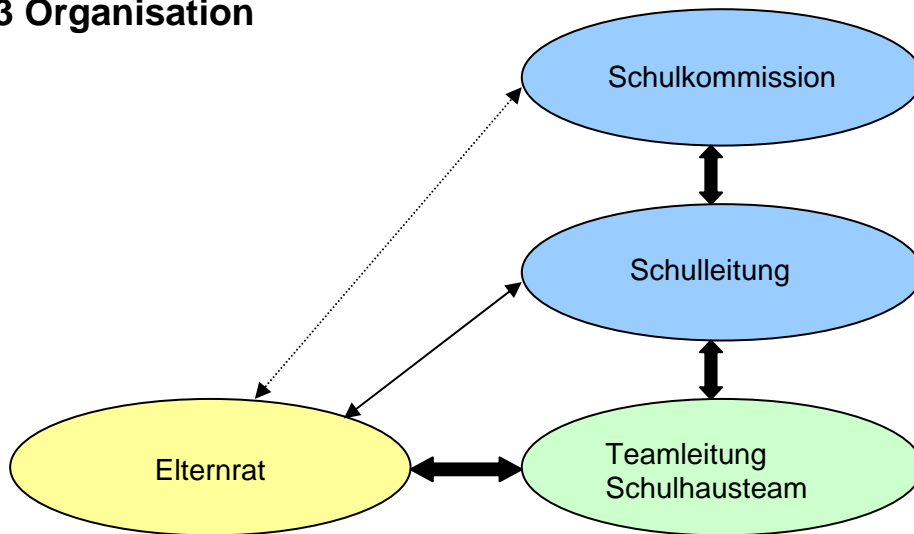 3 Organisation
Schulkommission
Schulleitung
Elternrat
Teamleitung
Schulhausteam